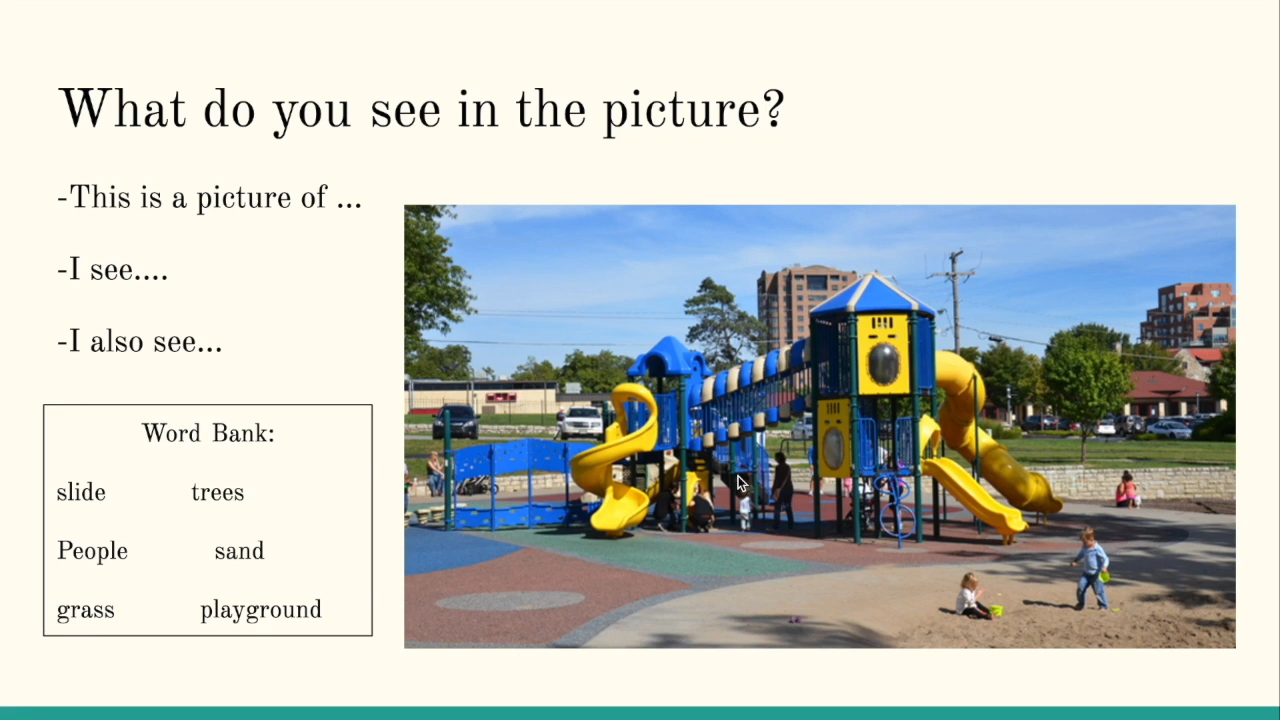 What do you see in the picture?
-This is a picture of ...
-I see....
-I also see...
Word Bank:
slide trees
People sand
grass playground